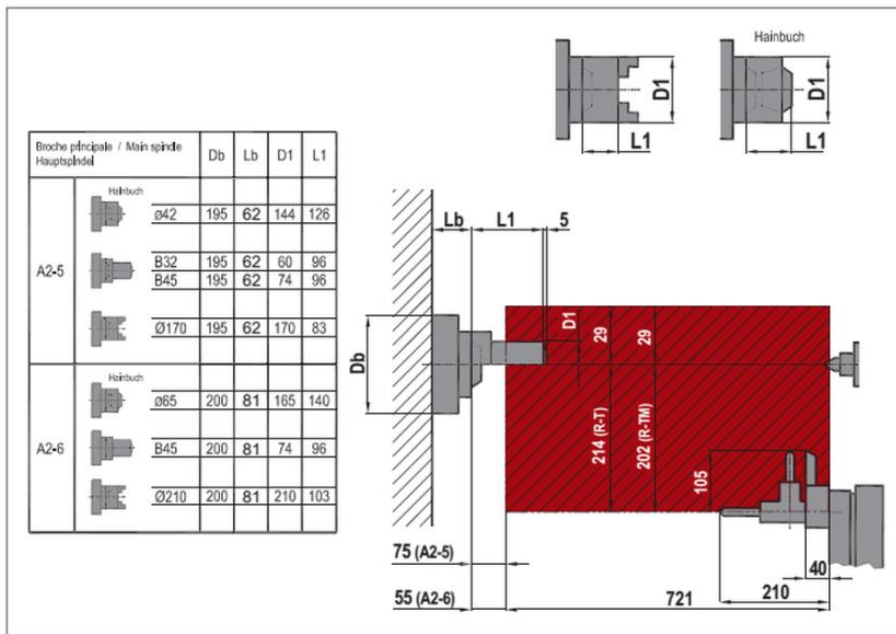 Hainbuch
D1
L1
D1
L1
Broche principale / Main spindle
Hauptspindel
Db Lb D1 L1
A2-5
Hainbuch
ø42 195 62 144 126
B32 195 62 60 96
B45 195 62 74 96
Ø170 195 62 170 83
A2-6
Hainbuch
ø65 200 81 165 140
B45 200 81 74 96
Ø210 200 81 210 103
Lb L1 5
Db
D1
29
29
214 (R-T)
202 (R-TM)
105
40
210
75 (A2-5)
55 (A2-6)
721